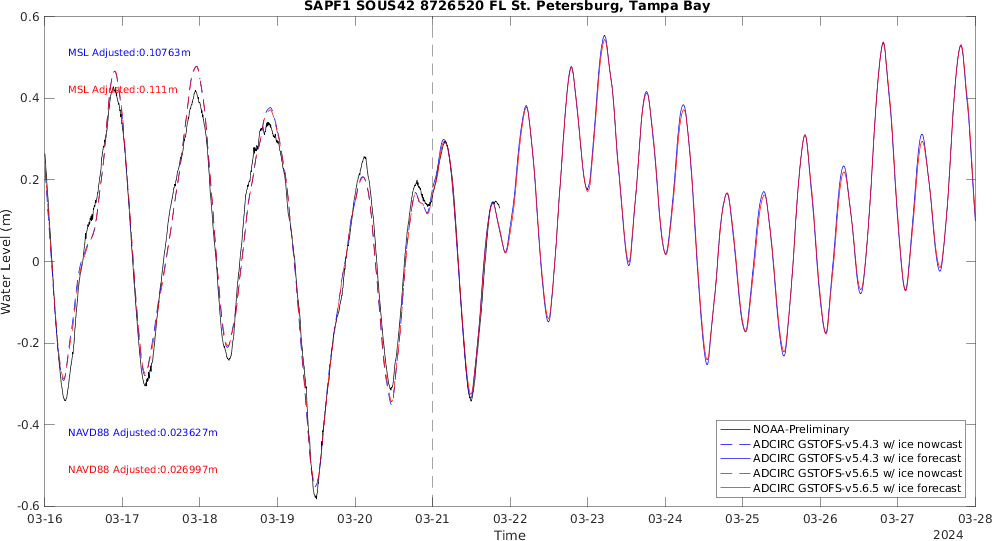 SAPF1 SOUS42 8726520 FL St. Petersburg, Tampa Bay
0.6
0.4
0.2
0
-0.2
-0.4
-0.6
Water Level (m)
MSL Adjusted:0.10763m
MSL Adjusted:0.111m
NAVD88 Adjusted:0.023627m
NAVD88 Adjusted:0.026997m
NOAA-Preliminary
ADCIRC GSTOFS-v5.4.3 w/ ice nowcast
ADCIRC GSTOFS-v5.4.3 w/ ice forecast
ADCIRC GSTOFS-v5.6.5 w/ ice nowcast
ADCIRC GSTOFS-v5.6.5 w/ ice forecast
03-16 03-17 03-18 03-19 03-20 03-21 03-22 03-23 03-24 03-25 03-26 03-27 03-28
Time
2024